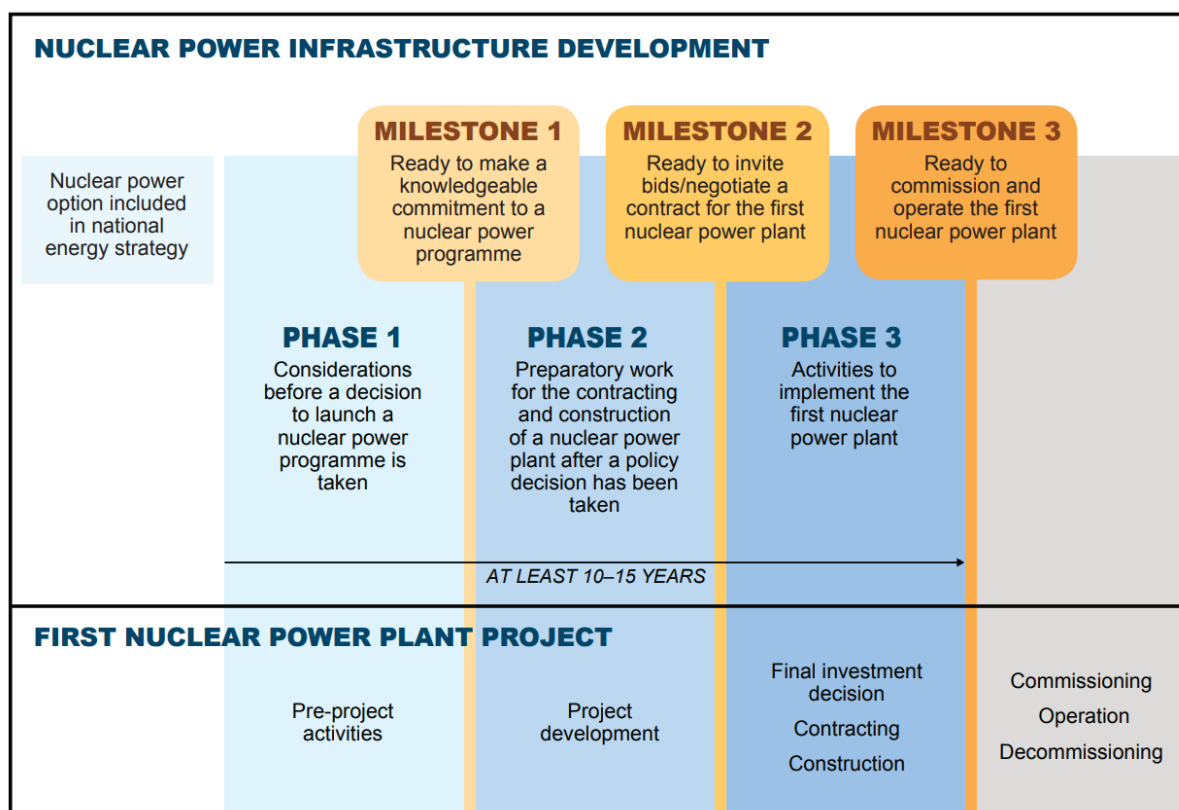 NUCLEAR POWER INFRASTRUCTURE DEVELOPMENT
Nuclear power
option included
in national
energy strategy
MILESTONE 1
Ready to make a
knowledgeable
commitment to a
nuclear power
programme
MILESTONE 2
Ready to invite
bids/negotiate a
contract for the first
nuclear power plant
MILESTONE 3
Ready to
commission and
operate the first
nuclear power plant
PHASE 1
Considerations
before a decision
to launch a
nuclear power
programme is
taken
PHASE 2
Preparatory work
for the contracting
and construction
of a nuclear power
plant after a policy
decision has been
taken
PHASE 3
Activities to
implement the
first nuclear
power plant
AT LEAST 10–15 YEARS
FIRST NUCLEAR POWER PLANT PROJECT
Pre-project
activities
Project
development
Final investment
decision
Contracting
Construction
Commissioning
Operation
Decommissioning